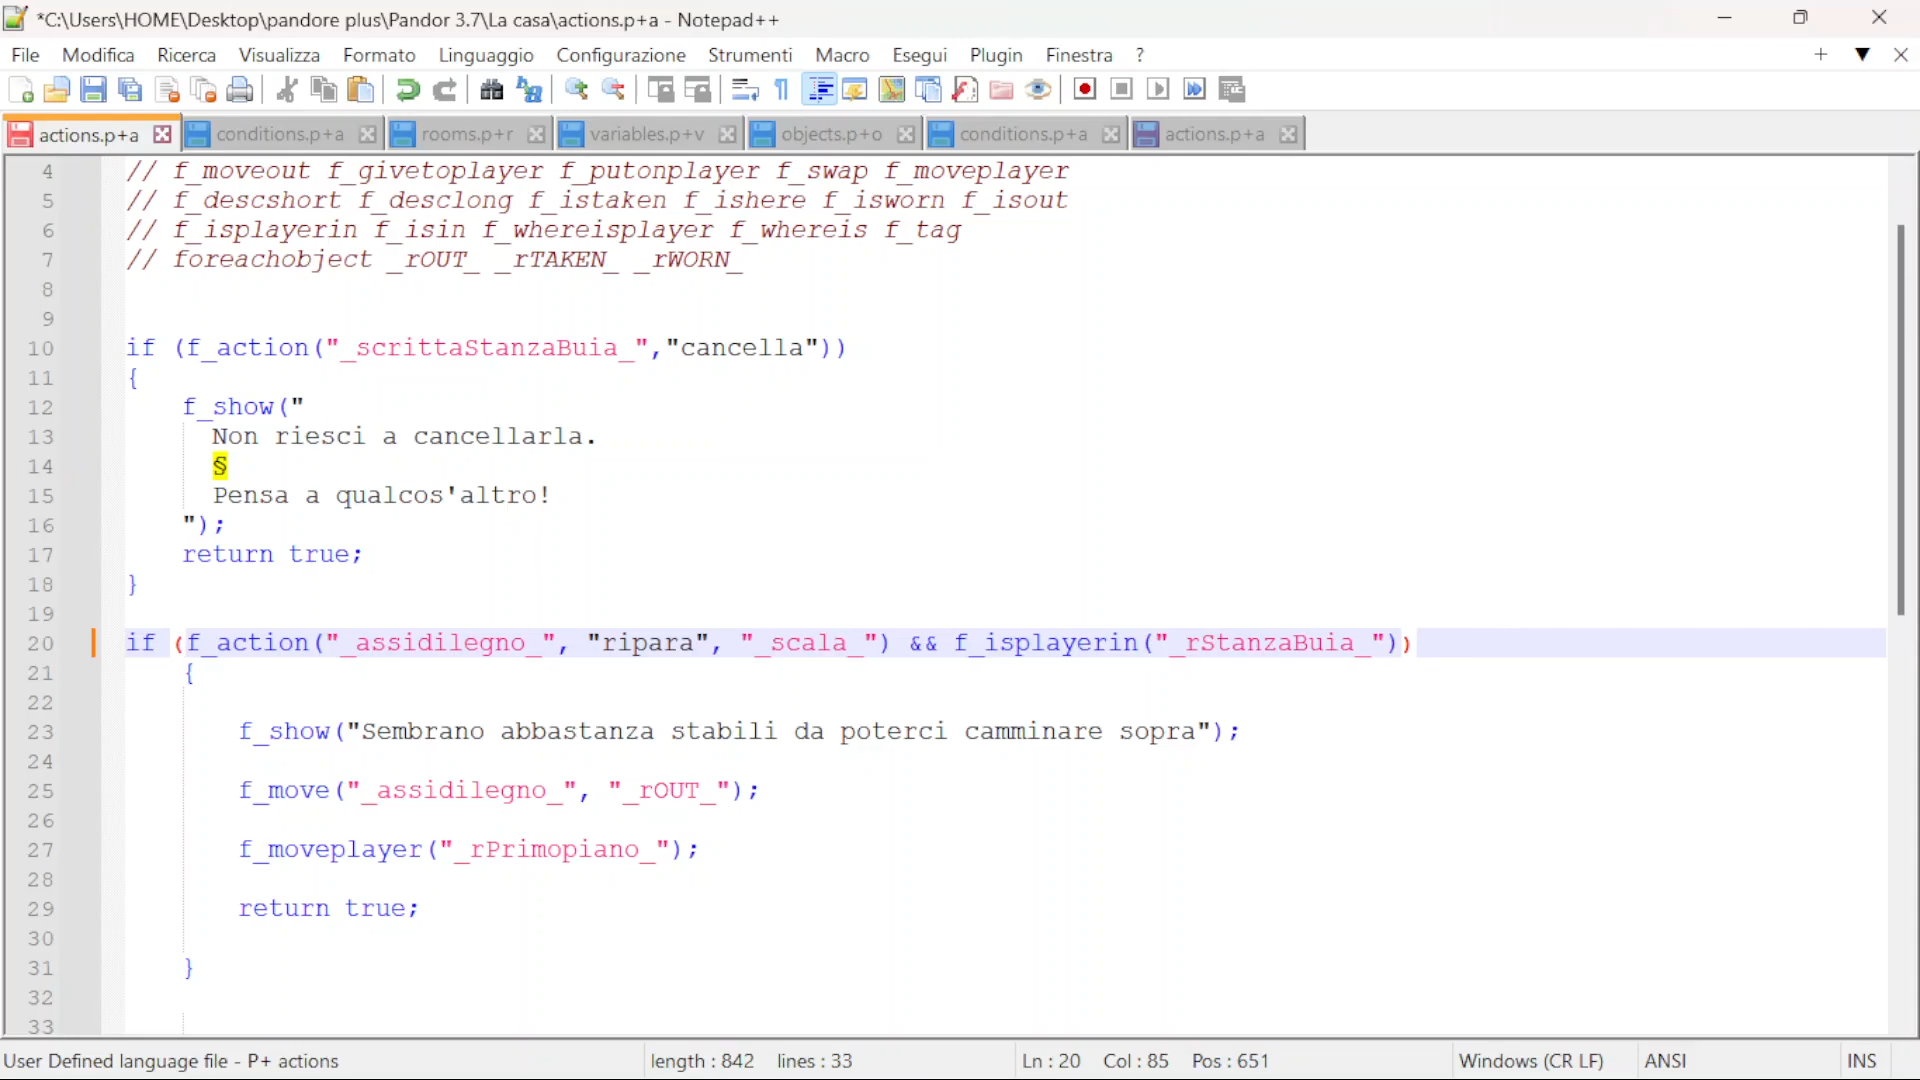 *C:\Users\HOME\Desktop\pandore plus\Pandor 3.7\La casa\actions.p+a - Notepad++
File Modifica Ricerca Visualizza Formato Linguaggio Configurazione Strumenti Macro Esegui Plugin Finestra ?
actions.p+a conditions.p+a rooms.p+r variables.p+v objects.p+o conditions.p+a actions.p+a
4 // f_moveout f_givetoplayer f_putonplayer f_swap f_moveplayer
5 // f_descshort f_desclong f_istaken f_ishere f_isworn f_isout
6 // f_isplayerin f_isin f_whereisplayer f_whereis f_tag
7 // foreachobject _rOUT_ _rTAKEN_ _rWORN_
8
9
10 if (f_action("_scrittaStanzaBuia_","cancella"))
11 {
12 f_show("
13 Non riesci a cancellarla.
14 §
15 Pensa a qualcos'altro!
16 ");
17 return true;
18 }
19
20 if (f_action("_assidilegno_", "ripara", "_scala_") && f_isplayerin("_rStanzaBuia_"))
21 {
22
23 f_show("Sembrano abbastanza stabili da poterci camminare sopra");
24
25 f_move("_assidilegno_", "_rOUT_");
26
27 f_moveplayer("_rPrimopiano_");
28
29 return true;
30
31 }
32
33
User Defined language file - P+ actions length : 842 lines : 33 Ln : 20 Col : 85 Pos : 651 Windows (CR LF) ANSI INS